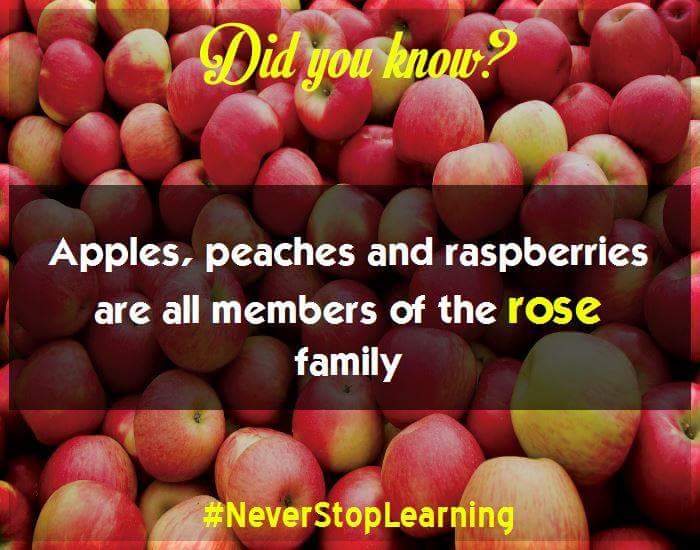 Did you know?
Apples, peaches and raspberries
are all members of the rose
family
#NeverStopLearning